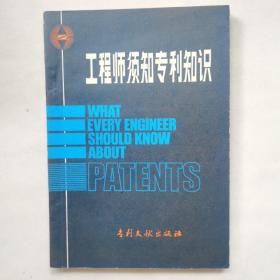 工程师须知专利知识
WHAT
EVERY ENGINEER
SHOULD KNOW
ABOUT
PATENTS
专利文献出版社